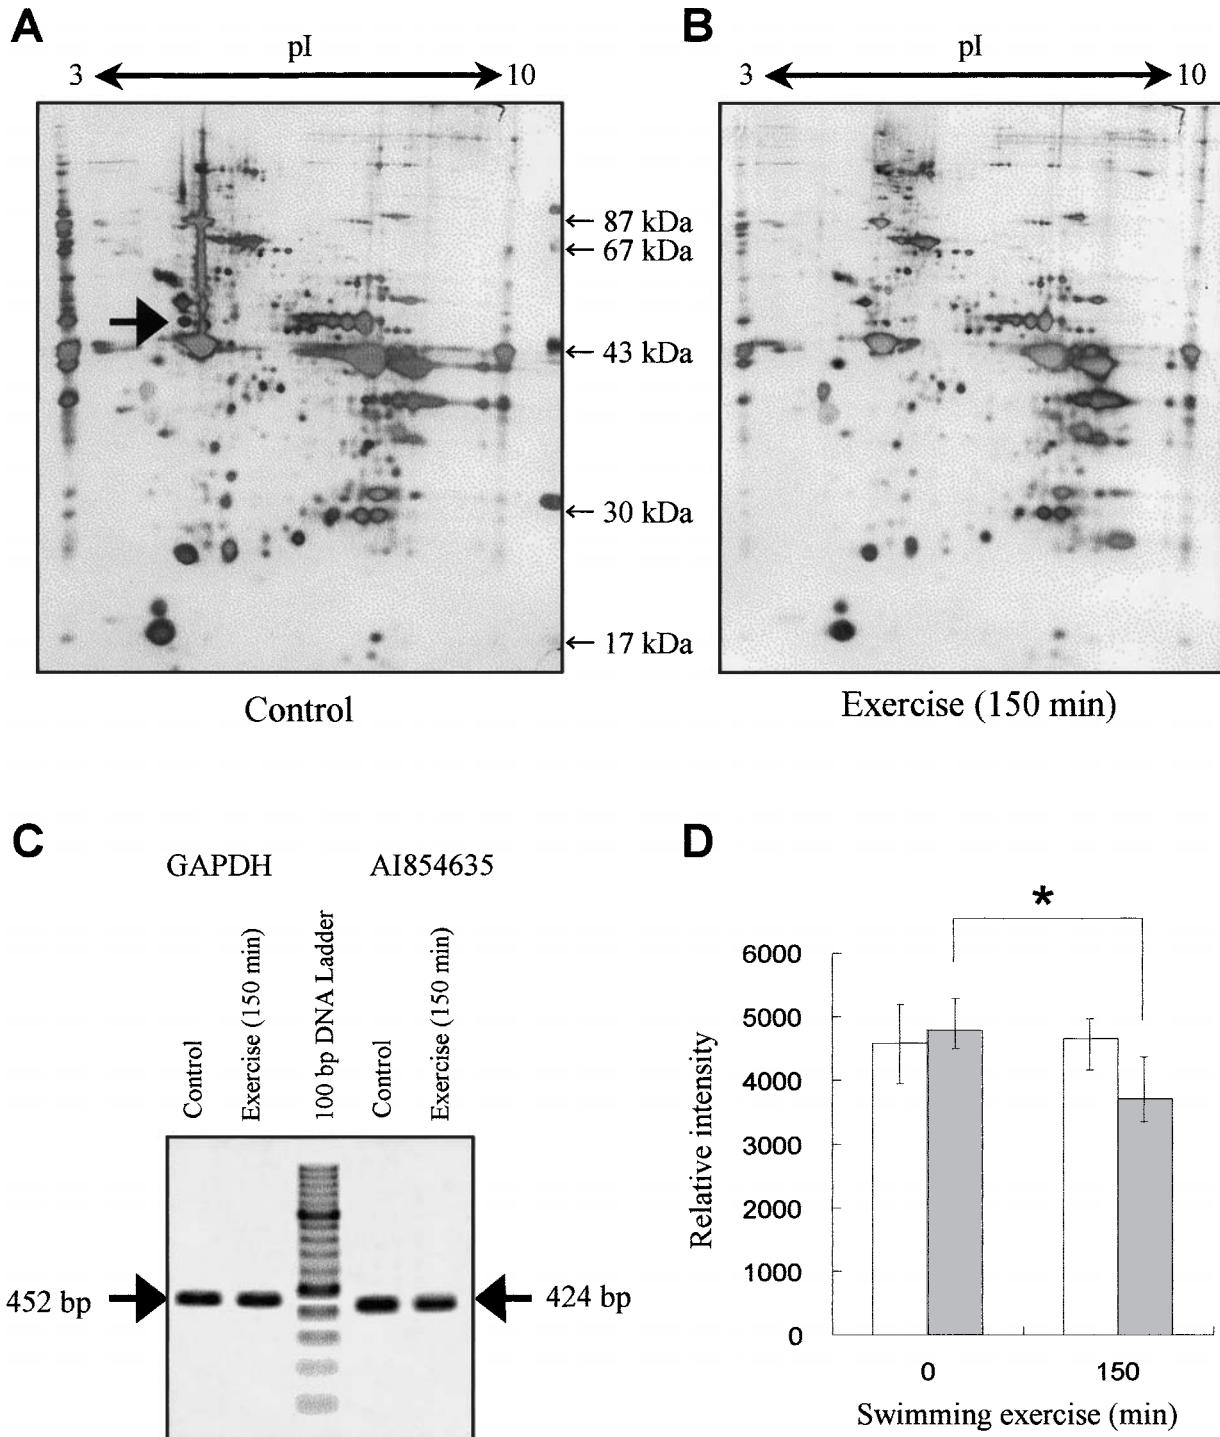 A
pI
3
10
87 kDa
67 kDa
43 kDa
30 kDa
17 kDa
Control
B
pI
3
10
Exercise (150 min)
C
GAPDH
AI854635
Control
Exercise (150 min)
100 bp DNA Ladder
Control
Exercise (150 min)
452 bp
424 bp
D
*
6000
5000
4000
3000
2000
1000
0
Relative intensity
0
150
Swimming exercise (min)